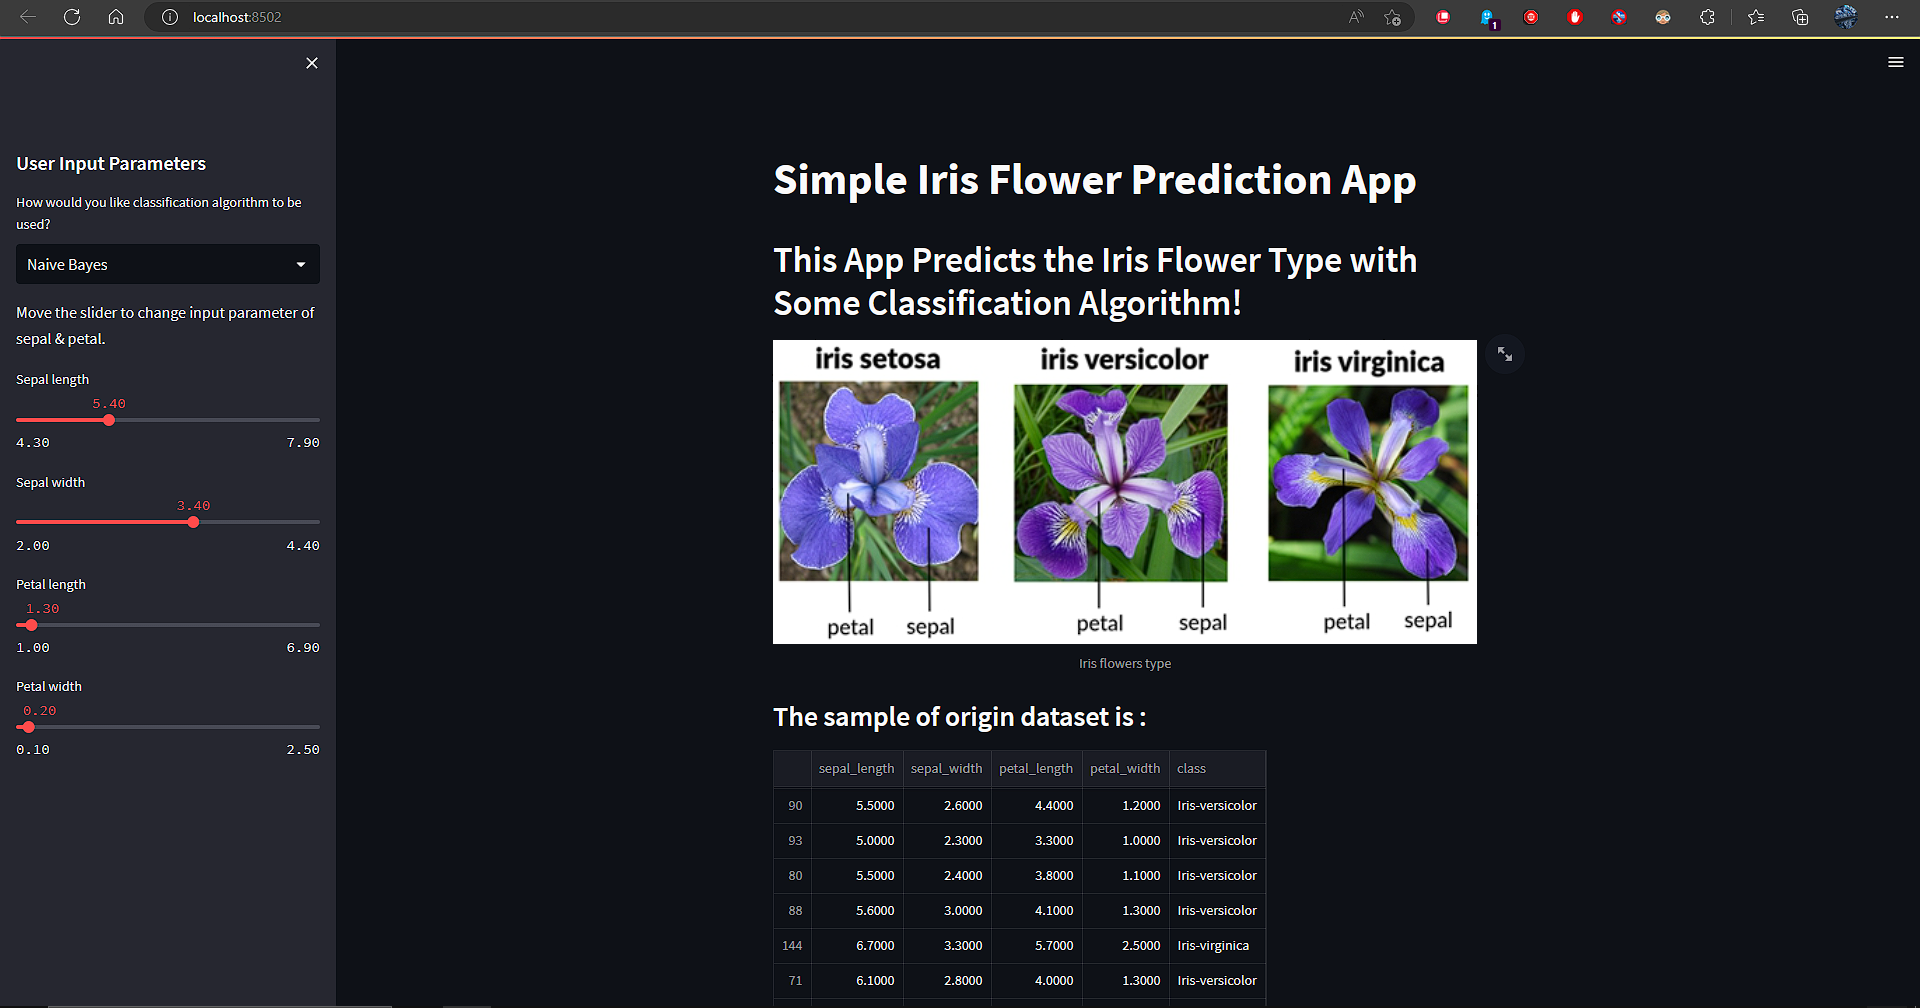 localhost:8502
1
User Input Parameters
How would you like classification algorithm to be
used?
Naive Bayes
Move the slider to change input parameter of
sepal & petal.
Sepal length
5.40
4.30 7.90
Sepal width
3.40
2.00 4.40
Petal length
1.30
1.00 6.90
Petal width
0.20
0.10 2.50
Simple Iris Flower Prediction App
This App Predicts the Iris Flower Type with
Some Classification Algorithm!
iris setosa iris versicolor iris virginica
petal sepal petal sepal petal sepal
Iris flowers type
The sample of origin dataset is :
sepal_length sepal_width petal_length petal_width class
90 5.5000 2.6000 4.4000 1.2000 Iris-versicolor
93 5.0000 2.3000 3.3000 1.0000 Iris-versicolor
80 5.5000 2.4000 3.8000 1.1000 Iris-versicolor
88 5.6000 3.0000 4.1000 1.3000 Iris-versicolor
144 6.7000 3.3000 5.7000 2.5000 Iris-virginica
71 6.1000 2.8000 4.0000 1.3000 Iris-versicolor